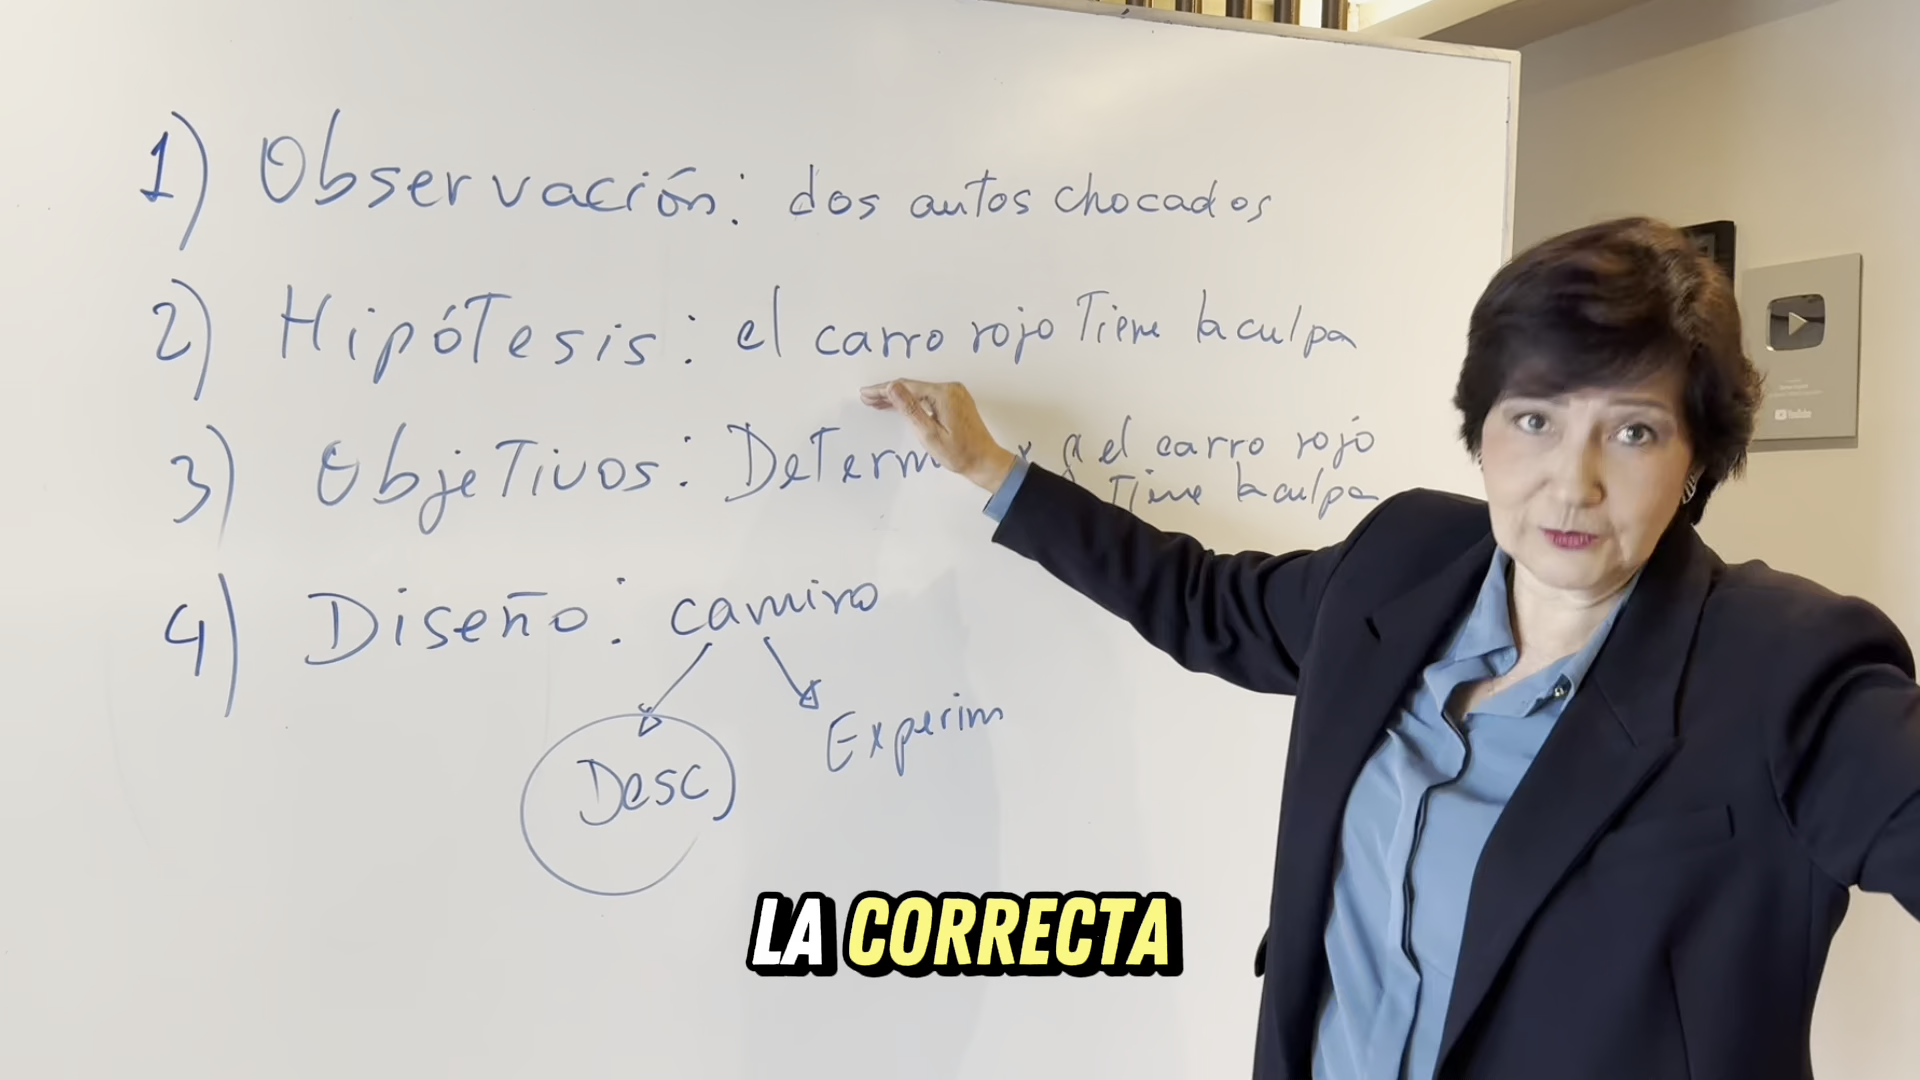 1) Observación: dos autos chocados
2) Hipótesis: el carro rojo Tiene la culpa
3) Objetivos: Determ el carro rojo
Tiene la culpa
4) Diseño: camino
Desc
Experim
LA CORRECTA
YouTube